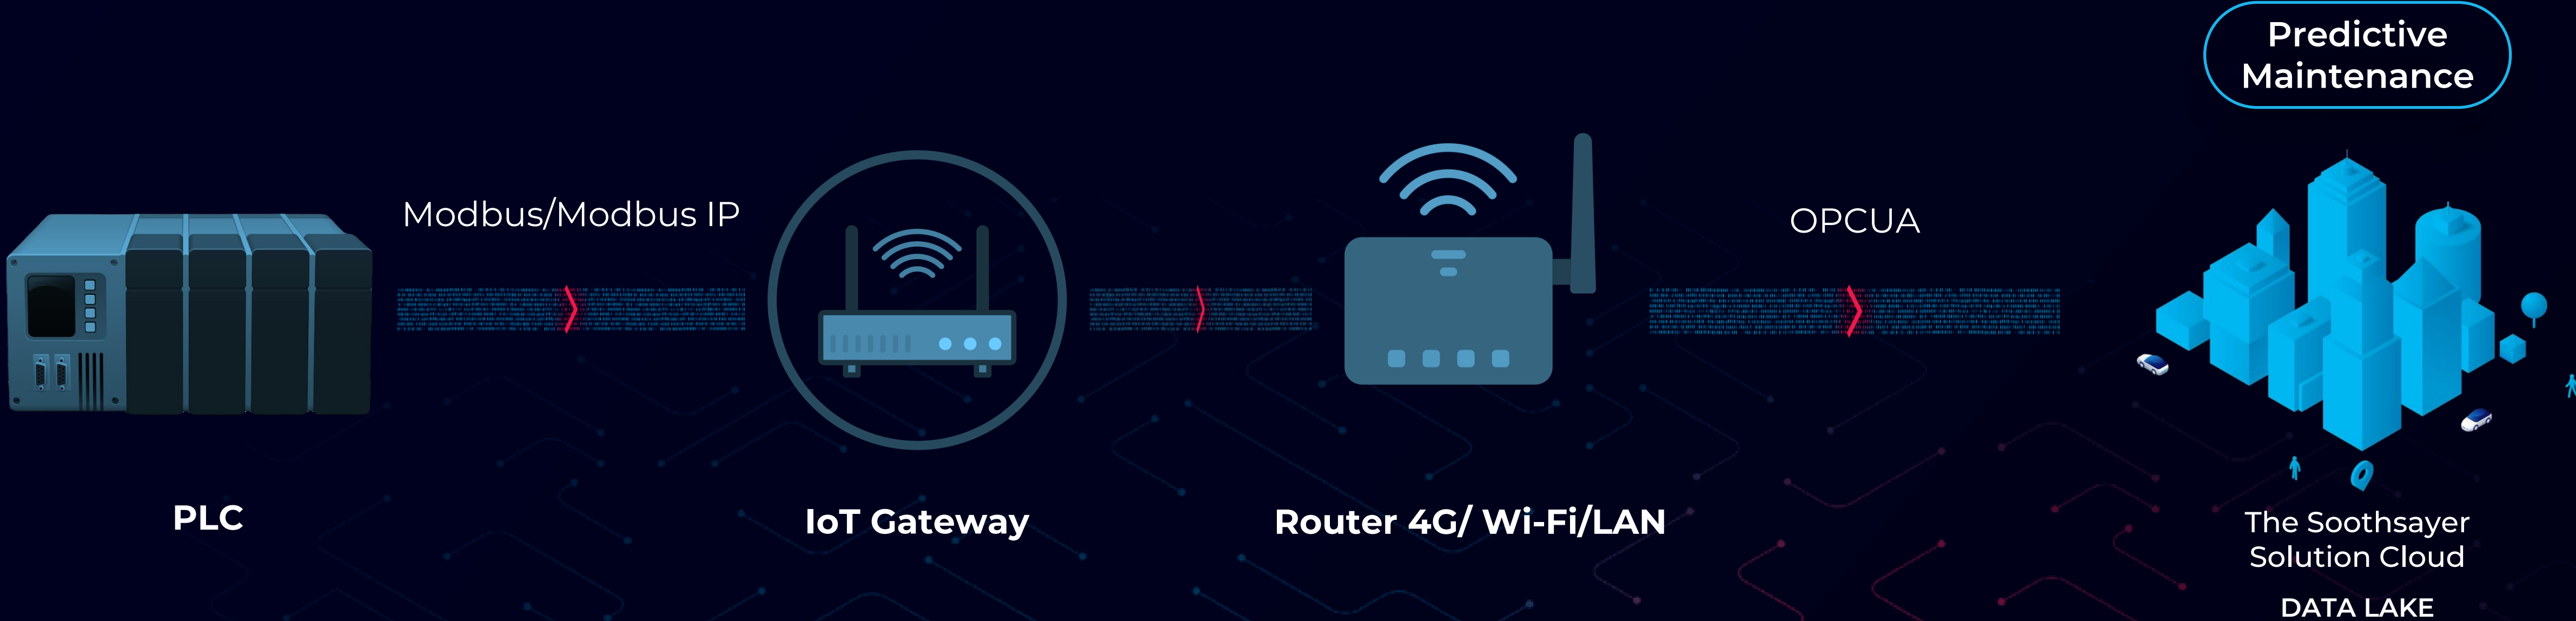 Predictive
Maintenance
Modbus/Modbus IP
OPCUA
PLC
IoT Gateway
Router 4G/ Wi-Fi/LAN
The Soothsayer
Solution Cloud
DATA LAKE